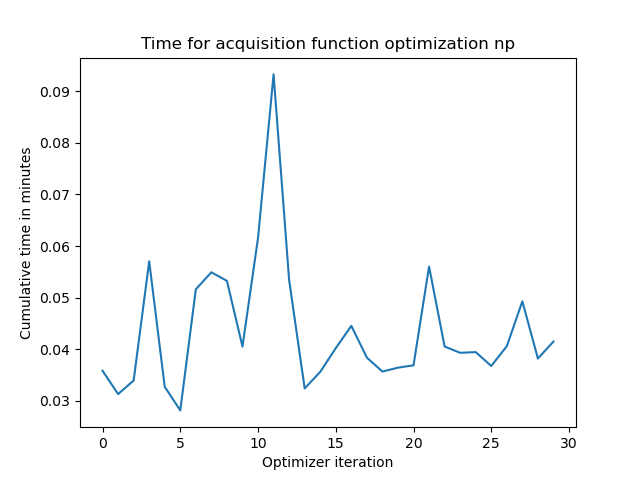 Time for acquisition function optimization np
Cumulative time in minutes
0.09
0.08
0.07
0.06
0.05
0.04
0.03
0 5 10 15 20 25 30
Optimizer iteration